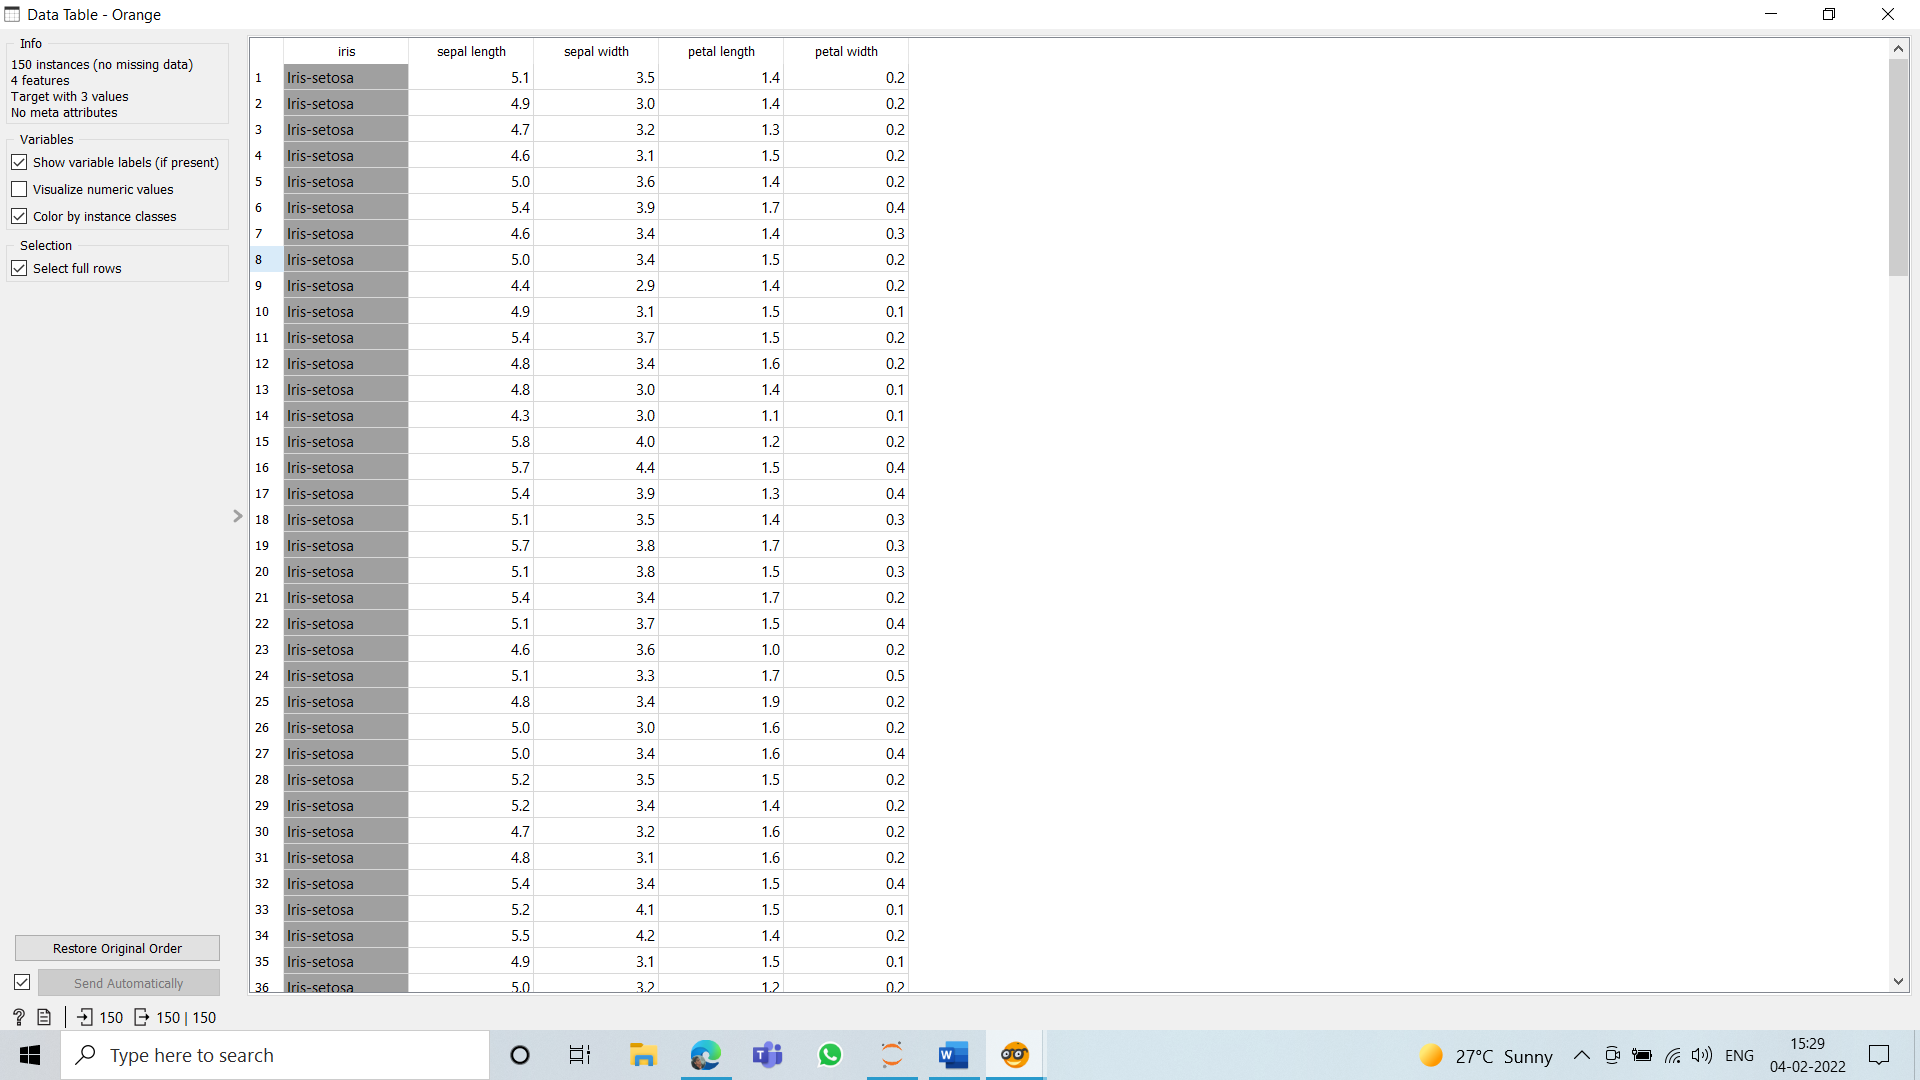 Data Table - Orange
Info
150 instances (no missing data)
4 features
Target with 3 values
No meta attributes
Variables
Show variable labels (if present)
Visualize numeric values
Color by instance classes
Selection
Select full rows
iris sepal length sepal width petal length petal width
1 Iris-setosa 5.1 3.5 1.4 0.2
2 Iris-setosa 4.9 3.0 1.4 0.2
3 Iris-setosa 4.7 3.2 1.3 0.2
4 Iris-setosa 4.6 3.1 1.5 0.2
5 Iris-setosa 5.0 3.6 1.4 0.2
6 Iris-setosa 5.4 3.9 1.7 0.4
7 Iris-setosa 4.6 3.4 1.4 0.3
8 Iris-setosa 5.0 3.4 1.5 0.2
9 Iris-setosa 4.4 2.9 1.4 0.2
10 Iris-setosa 4.9 3.1 1.5 0.1
11 Iris-setosa 5.4 3.7 1.5 0.2
12 Iris-setosa 4.8 3.4 1.6 0.2
13 Iris-setosa 4.8 3.0 1.4 0.1
14 Iris-setosa 4.3 3.0 1.1 0.1
15 Iris-setosa 5.8 4.0 1.2 0.2
16 Iris-setosa 5.7 4.4 1.5 0.4
17 Iris-setosa 5.4 3.9 1.3 0.4
18 Iris-setosa 5.1 3.5 1.4 0.3
19 Iris-setosa 5.7 3.8 1.7 0.3
20 Iris-setosa 5.1 3.8 1.5 0.3
21 Iris-setosa 5.4 3.4 1.7 0.2
22 Iris-setosa 5.1 3.7 1.5 0.4
23 Iris-setosa 4.6 3.6 1.0 0.2
24 Iris-setosa 5.1 3.3 1.7 0.5
25 Iris-setosa 4.8 3.4 1.9 0.2
26 Iris-setosa 5.0 3.0 1.6 0.2
27 Iris-setosa 5.0 3.4 1.6 0.4
28 Iris-setosa 5.2 3.5 1.5 0.2
29 Iris-setosa 5.2 3.4 1.4 0.2
30 Iris-setosa 4.7 3.2 1.6 0.2
31 Iris-setosa 4.8 3.1 1.6 0.2
32 Iris-setosa 5.4 3.4 1.5 0.4
33 Iris-setosa 5.2 4.1 1.5 0.1
34 Iris-setosa 5.5 4.2 1.4 0.2
35 Iris-setosa 4.9 3.1 1.5 0.1
36 Iris-setosa 5.0 3.2 1.2 0.2
Restore Original Order
Send Automatically
? 150 150 | 150
Type here to search
27°C Sunny
ENG
15:29
04-02-2022